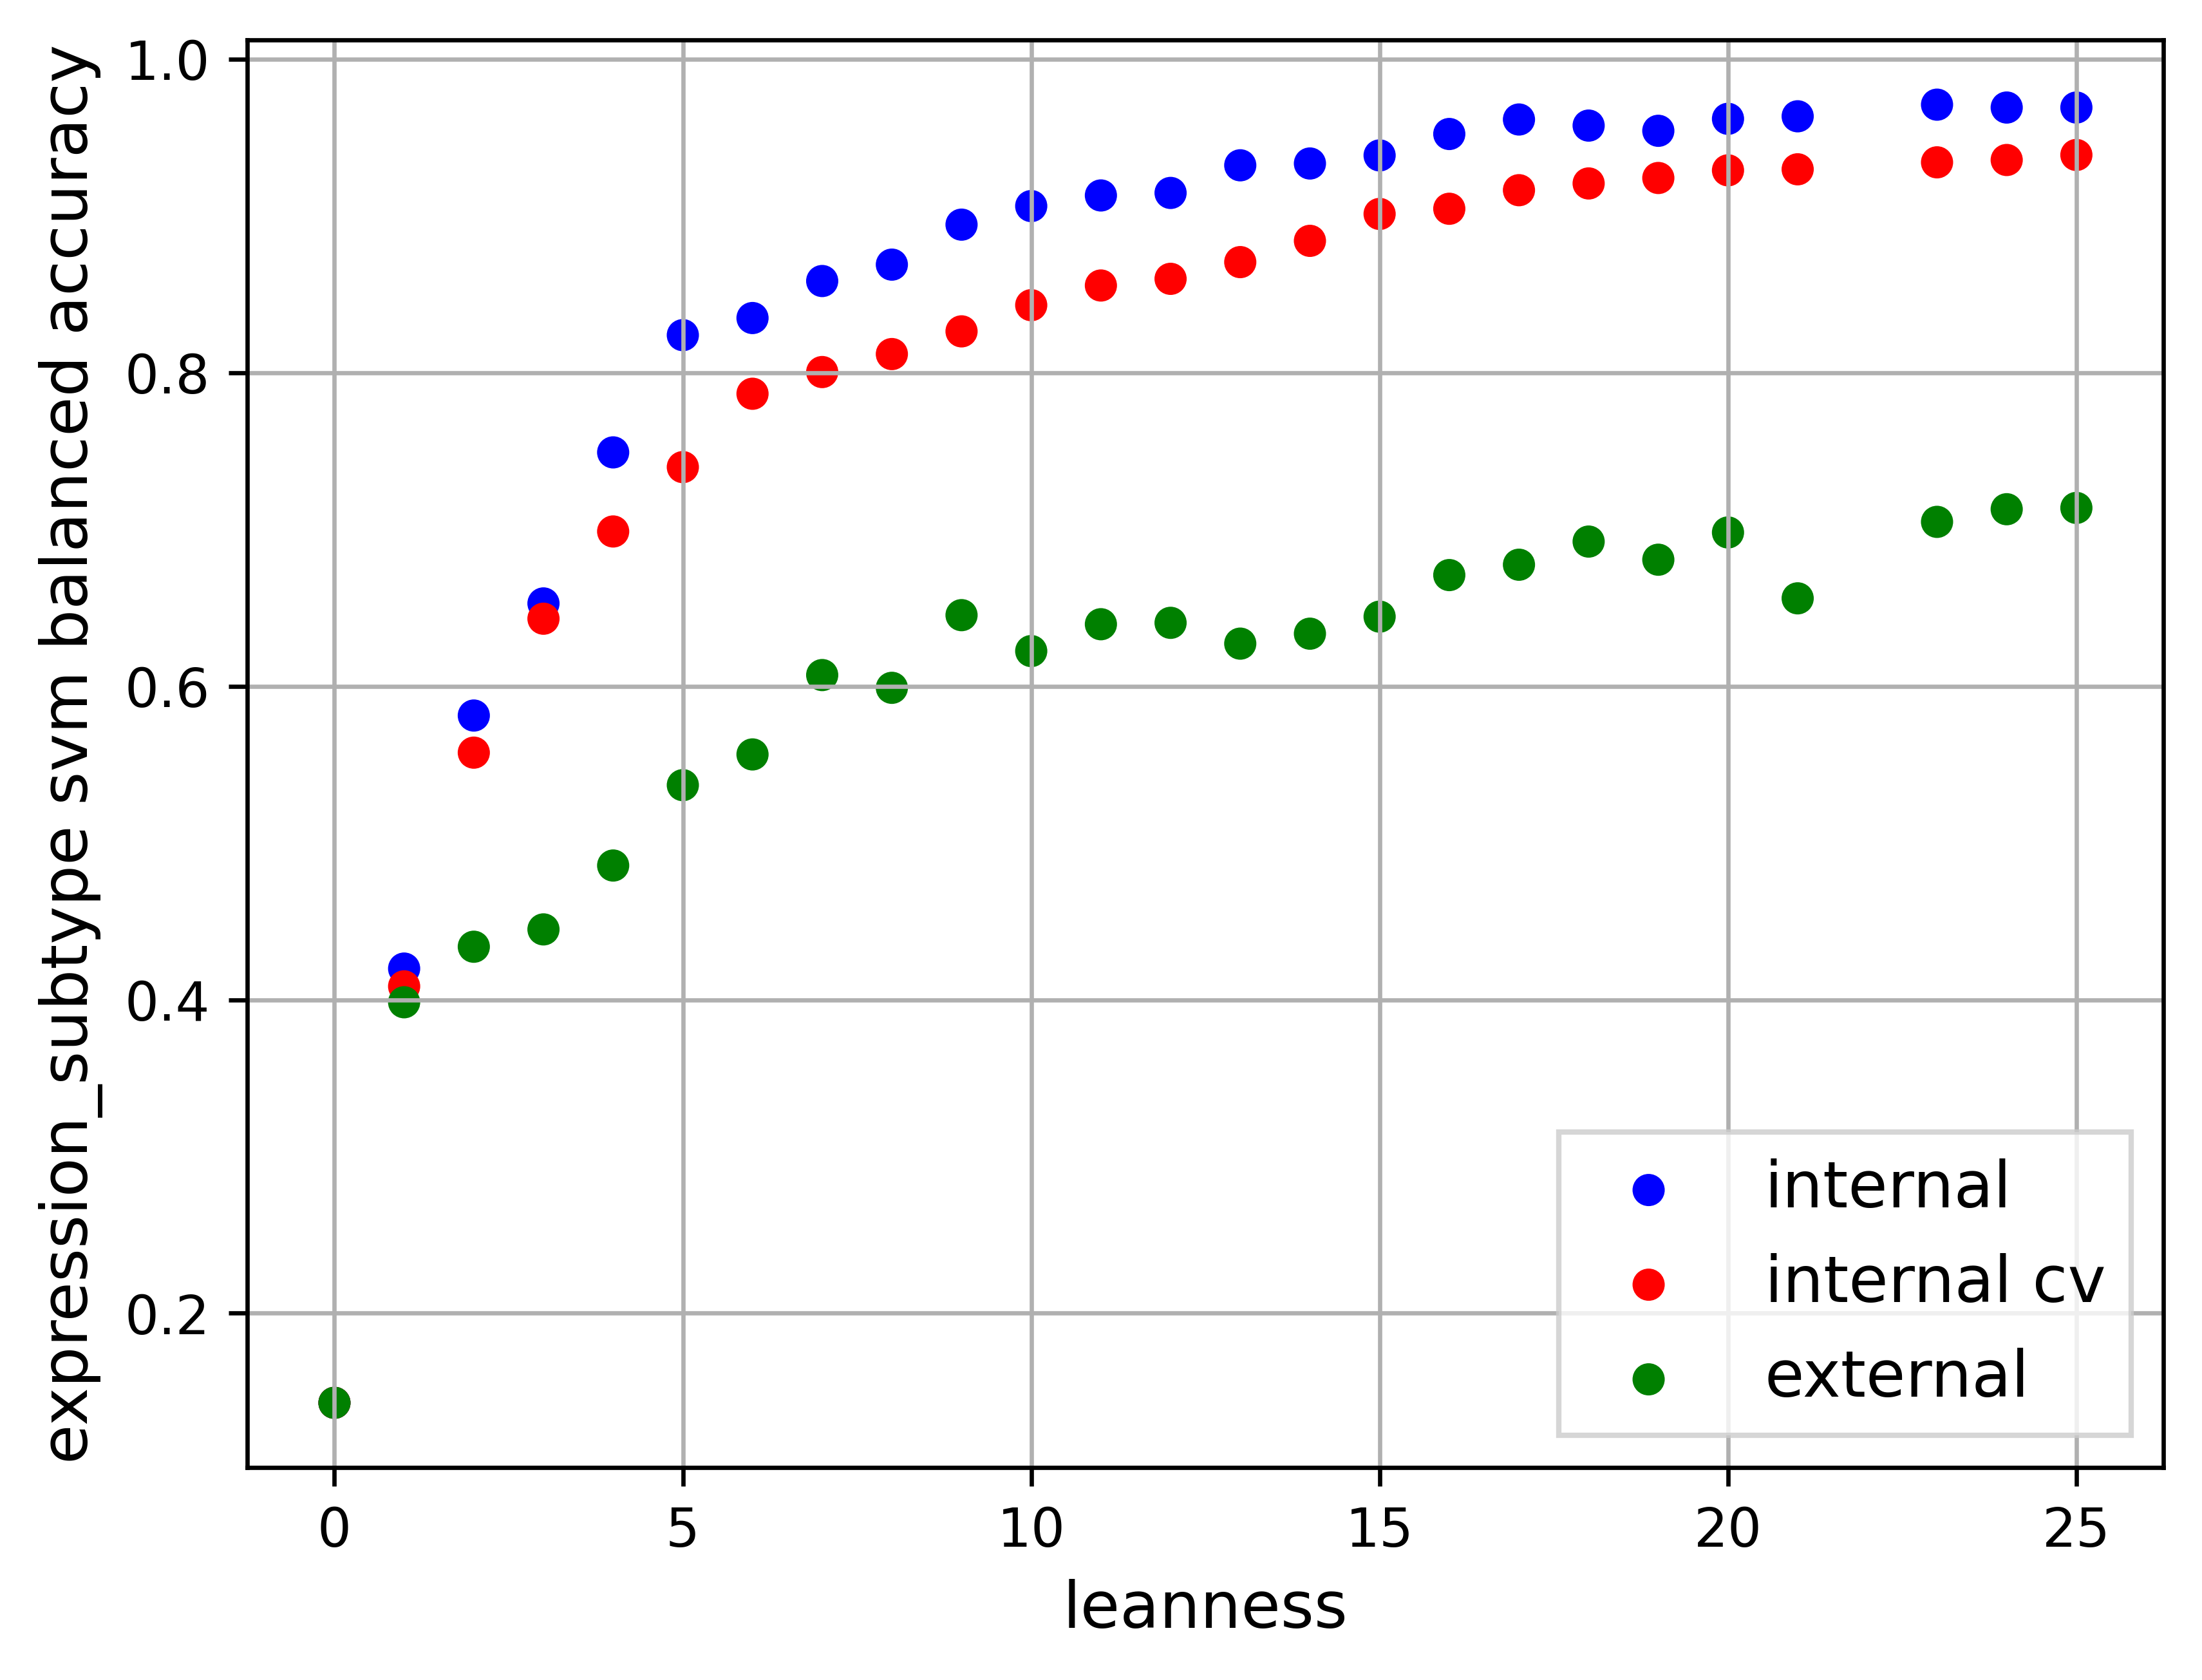 expression_subtype svm balanced accuracy
1.0
0.8
0.6
0.4
0.2
0 5 10 15 20 25
leanness
internal
internal cv
external